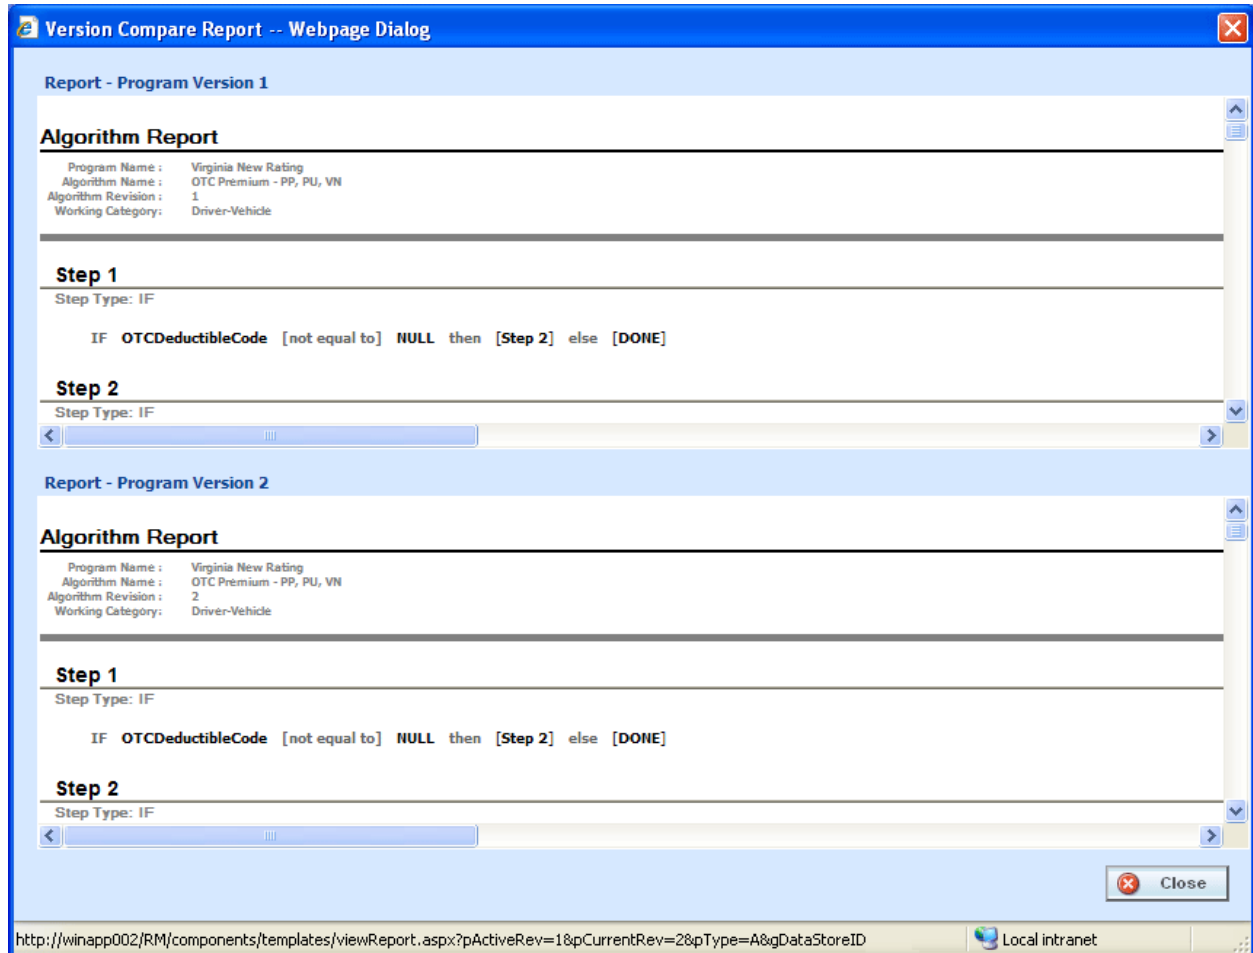 Version Compare Report -- Webpage Dialog
Report - Program Version 1
Algorithm Report
Program Name : Virginia New Rating
Algorithm Name : OTC Premium - PP, PU, VN
Algorithm Revision : 1
Working Category: Driver-Vehicle
Step 1
Step Type: IF
IF OTCDeductibleCode [not equal to] NULL then [Step 2] else [DONE]
Step 2
Step Type: IF
Report - Program Version 2
Algorithm Report
Program Name : Virginia New Rating
Algorithm Name : OTC Premium - PP, PU, VN
Algorithm Revision : 2
Working Category: Driver-Vehicle
Step 1
Step Type: IF
IF OTCDeductibleCode [not equal to] NULL then [Step 2] else [DONE]
Step 2
Step Type: IF
Close
http://winapp002/RM/components/templates/viewReport.aspx?pActiveRev=1&pCurrentRev=2&pType=A&gDataStoreID Local intranet